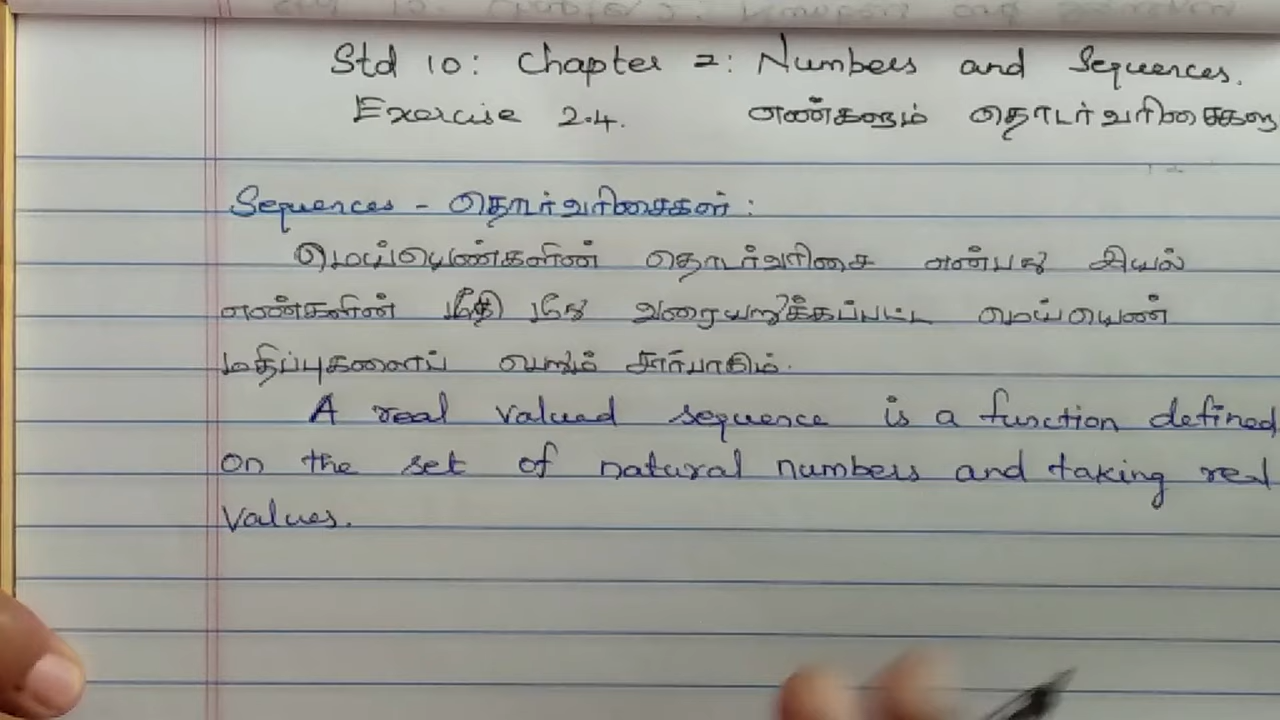 Std 10: Chapter 2: Numbers and Sequences.
Exercise 2.4. எண்களும் தொடர்வரிசைகளு
Sequences - தொடர்வரிசைகள் :
மெய்யெண்களின் தொடர்வரிசை என்பது இயல்
எண்களின் மீது வரையறுக்கப்பட்ட மெய்யெண்
மதிப்புகளைப் பெறும் சார்பாகும்.
A real valued sequence is a function defined
on the set of natural numbers and taking real
values.